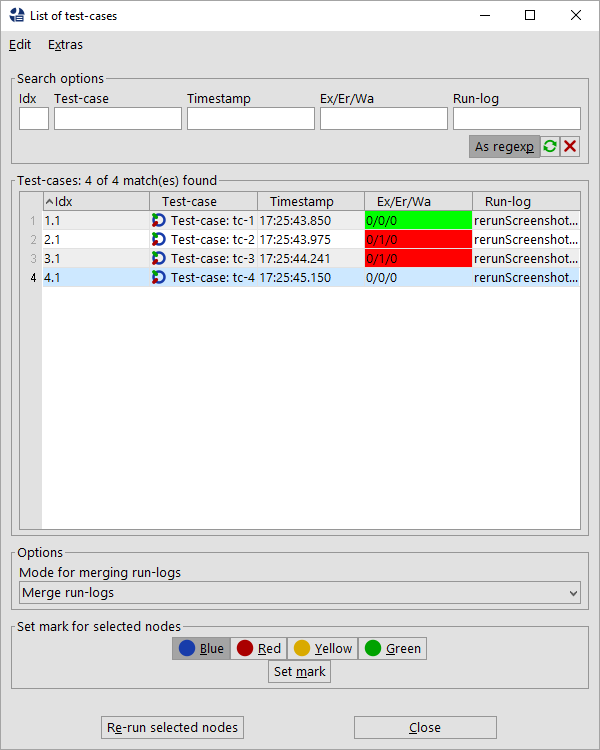 List of test-cases
Edit Extras
Search options
Idx Test-case Timestamp Ex/Er/Wa Run-log
As regexp
Test-cases: 4 of 4 match(es) found
Idx Test-case Timestamp Ex/Er/Wa Run-log
1 1.1 Test-case: tc-1 17:25:43.850 0/0/0 rerunScreenshot...
2 2.1 Test-case: tc-2 17:25:43.975 0/1/0 rerunScreenshot...
3 3.1 Test-case: tc-3 17:25:44.241 0/1/0 rerunScreenshot...
4 4.1 Test-case: tc-4 17:25:45.150 0/0/0 rerunScreenshot...
Options
Mode for merging run-logs
Merge run-logs
Set mark for selected nodes
Blue Red Yellow Green
Set mark
Re-run selected nodes Close